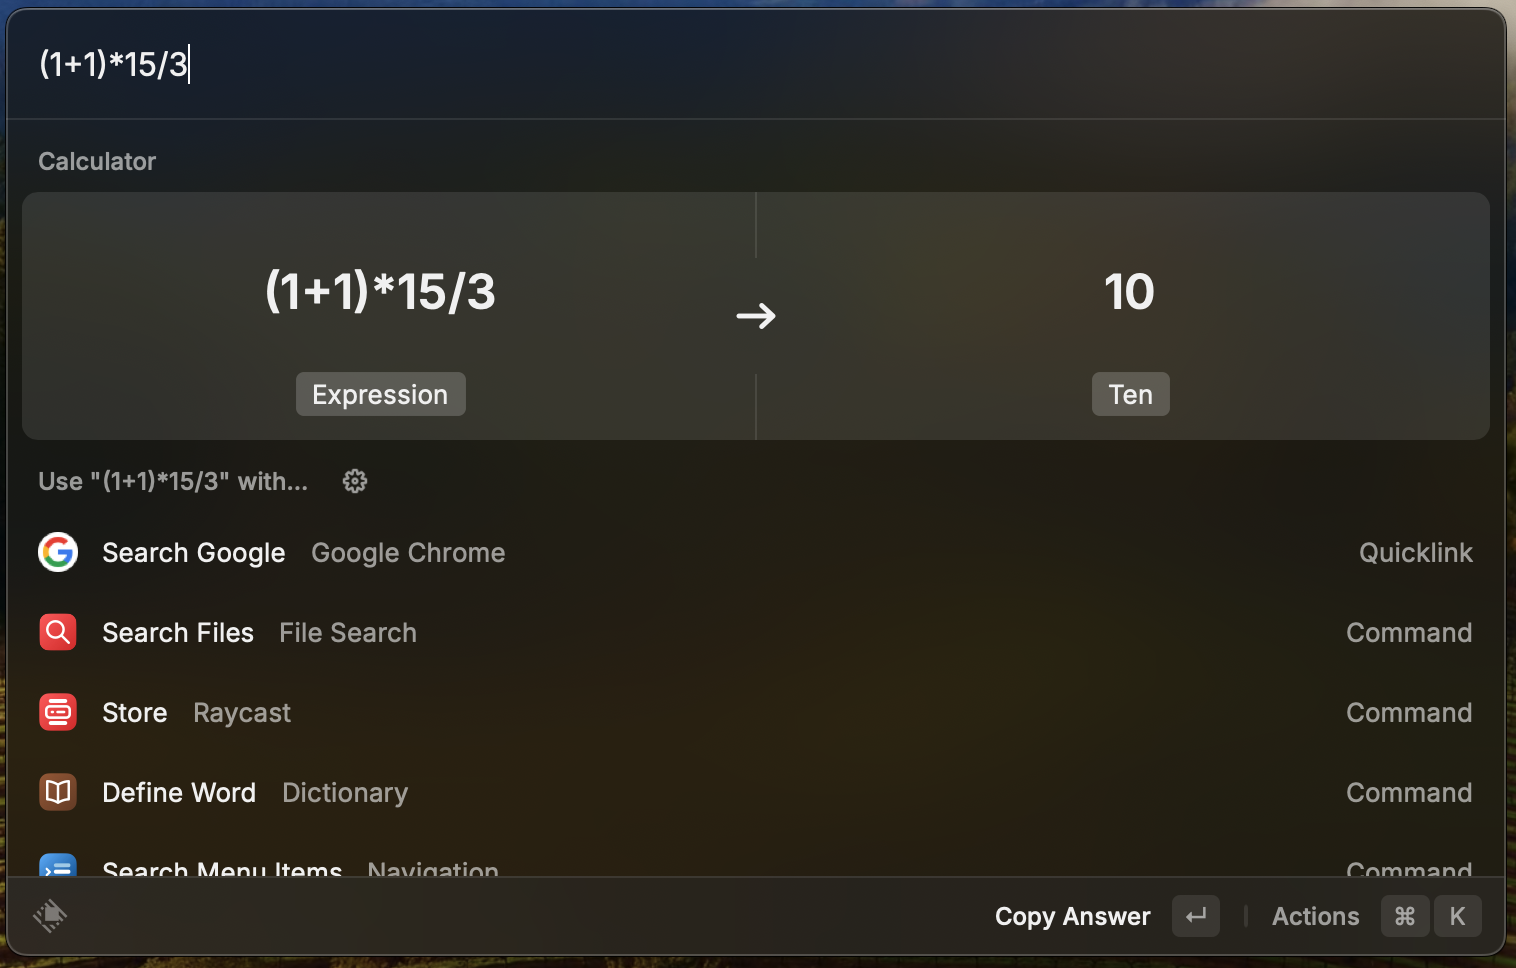 (1+1)*15/3
Calculator
(1+1)*15/3 → 10
Expression Ten
Use "(1+1)*15/3" with...
Search Google Google Chrome Quicklink
Search Files File Search Command
Store Raycast Command
Define Word Dictionary Command
Search Menu Items Navigation Command
Copy Answer ↵ Actions ⌘ K